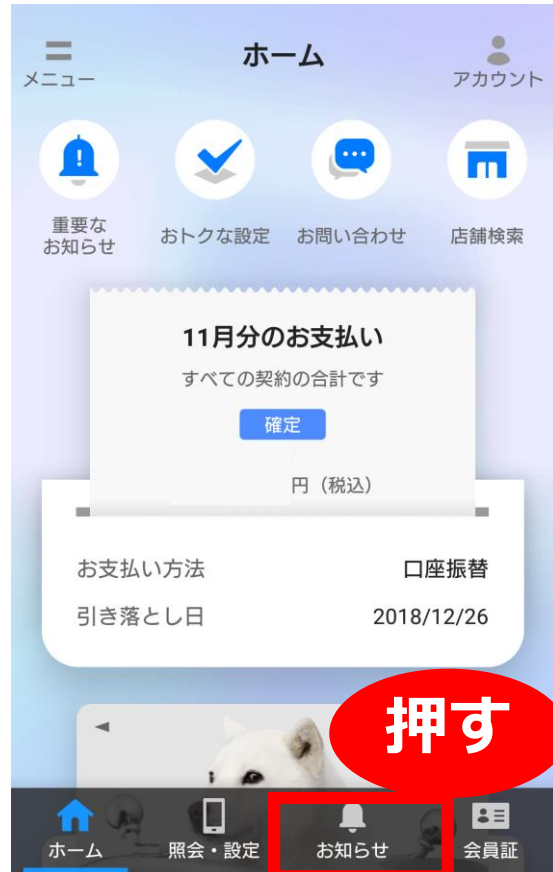 ホーム
メニュー
アカウント
重要な
お知らせ
おトクな設定
お問い合わせ
店舗検索
11月分のお支払い
すべての契約の合計です
確定
円（税込）
お支払い方法
口座振替
引き落とし日
2018/12/26
押す
ホーム
照会・設定
お知らせ
会員証